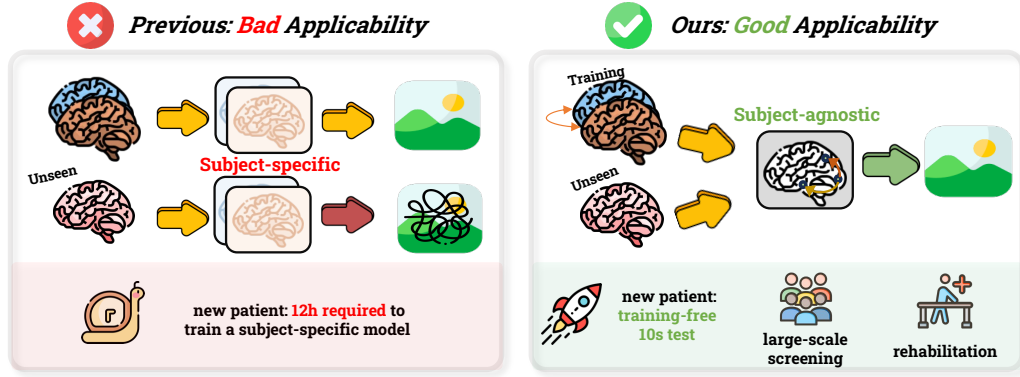 Previous: Bad Applicability
Unseen
Subject-specific
new patient: 12h required to
train a subject-specific model
Ours: Good Applicability
Training
Subject-agnostic
Unseen
new patient:
training-free
10s test
large-scale
screening
rehabilitation